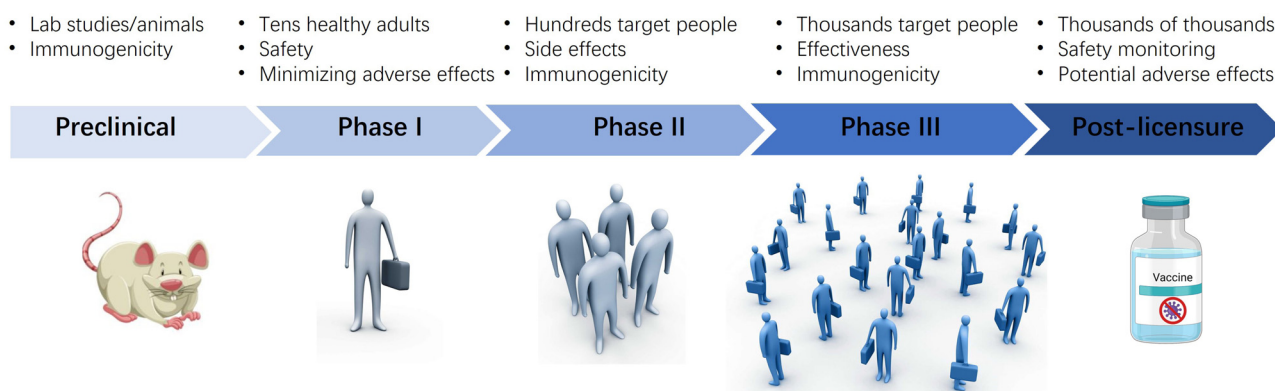 • Lab studies/animals
• Immunogenicity
• Tens healthy adults
• Safety
• Minimizing adverse effects
• Hundreds target people
• Side effects
• Immunogenicity
• Thousands target people
• Effectiveness
• Immunogenicity
• Thousands of thousands
• Safety monitoring
• Potential adverse effects
Preclinical
Phase I
Phase II
Phase III
Post-licensure
Vaccine